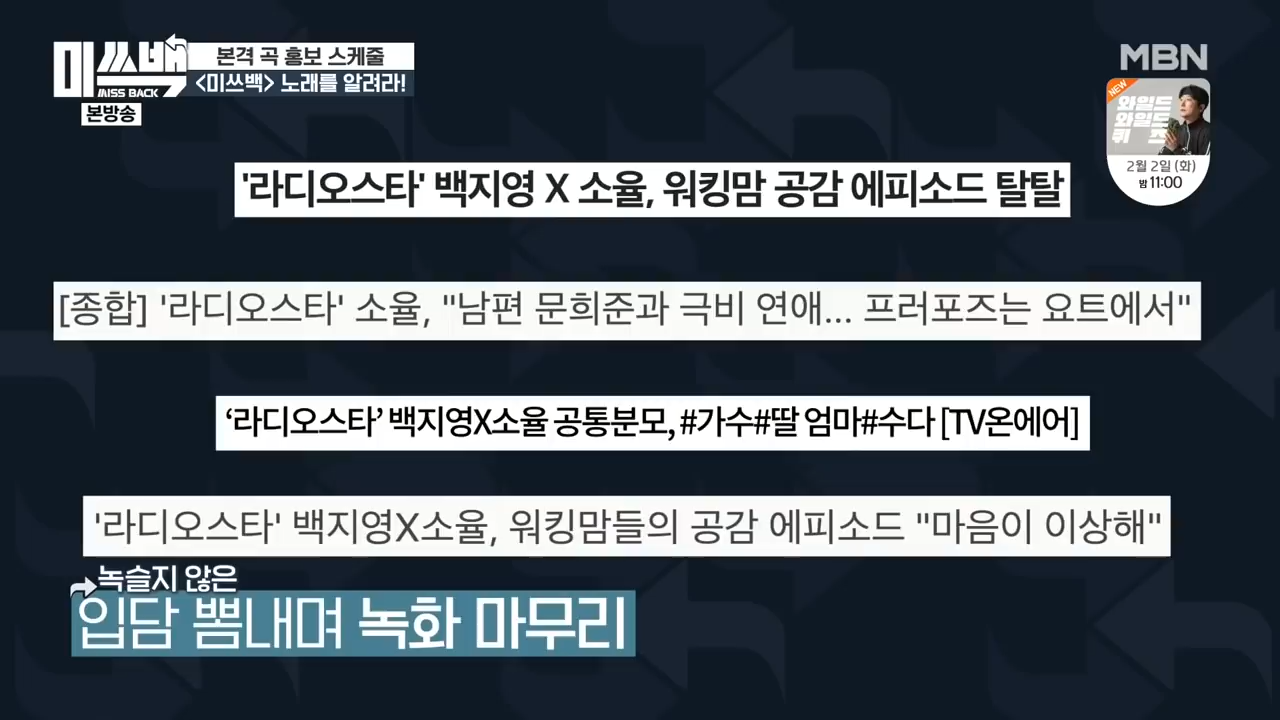 미쓰백
MISS BACK
본방송
본격 곡 홍보 스케줄
<미쓰백> 노래를 알려라!
MBN
NEW
와일드
와일드
퀴즈
2월 2일 (화)
밤 11:00
'라디오스타' 백지영 X 소율, 워킹맘 공감 에피소드 탈탈
[종합] '라디오스타' 소율, "남편 문희준과 극비 연애... 프러포즈는 요트에서"
‘라디오스타’ 백지영X소율 공통분모, #가수#딸 엄마#수다 [TV온에어]
'라디오스타' 백지영X소율, 워킹맘들의 공감 에피소드 "마음이 이상해"
녹슬지 않은
입담 뽐내며 녹화 마무리